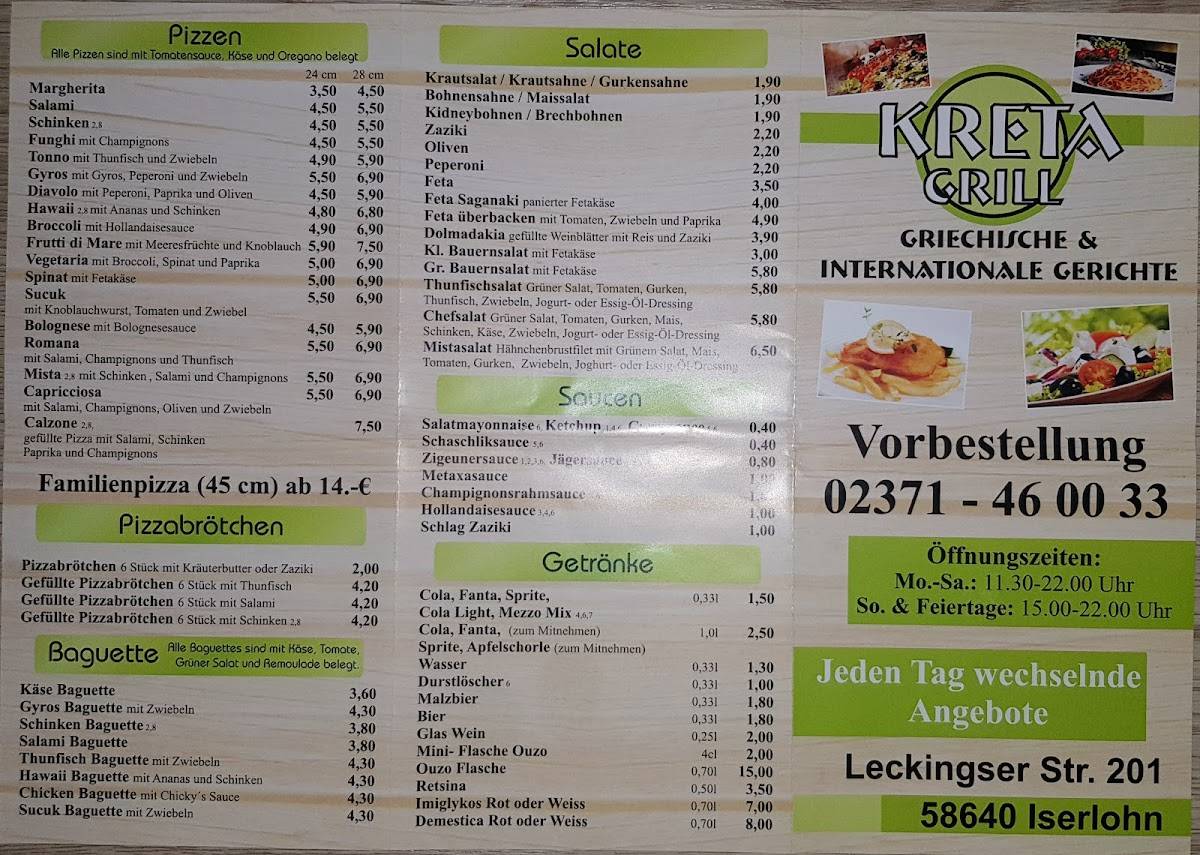 Pizzen
Alle Pizzen sind mit Tomatensauce, Käse und Oregano belegt
24 cm 28 cm
Margherita 3,50 4,50
Salami 4,50 5,50
Schinken 2,8 4,50 5,50
Funghi mit Champignons 4,50 5,50
Tonno mit Thunfisch und Zwiebeln 4,90 5,90
Gyros mit Gyros, Peperoni und Zwiebeln 5,50 6,90
Diavolo mit Peperoni, Paprika und Oliven 4,50 5,90
Hawaii 2,8 mit Ananas und Schinken 4,80 6,80
Broccoli mit Hollandaisesauce 4,90 6,90
Frutti di Mare mit Meeresfrüchte und Knoblauch 5,90 7,50
Vegetaria mit Broccoli, Spinat und Paprika 5,00 6,90
Spinat mit Fetakäse 5,00 6,90
Sucuk 5,50 6,90
mit Knoblauchwurst, Tomaten und Zwiebel
Bolognese mit Bolognesesauce 4,50 5,90
Romana 5,50 6,90
mit Salami, Champignons und Thunfisch
Mista 2,8 mit Schinken , Salami und Champignons 5,50 6,90
Capricciosa 5,50 6,90
mit Salami, Champignons, Oliven und Zwiebeln
Calzone 2,8, 7,50
gefüllte Pizza mit Salami, Schinken
Paprika und Champignons
Familienpizza (45 cm) ab 14.-€
Pizzabrötchen
Pizzabrötchen 6 Stück mit Kräuterbutter oder Zaziki 2,00
Gefüllte Pizzabrötchen 6 Stück mit Thunfisch 4,20
Gefüllte Pizzabrötchen 6 Stück mit Salami 4,20
Gefüllte Pizzabrötchen 6 Stück mit Schinken 2,8 4,20
Baguette Alle Baguettes sind mit Käse, Tomate,
Grüner Salat und Remoulade belegt.
Käse Baguette 3,60
Gyros Baguette mit Zwiebeln 4,30
Schinken Baguette 2,8 3,80
Salami Baguette 3,80
Thunfisch Baguette mit Zwiebeln 4,30
Hawaii Baguette mit Ananas und Schinken 4,30
Chicken Baguette mit Chicky´s Sauce 4,30
Sucuk Baguette mit Zwiebeln 4,30
Salate
Krautsalat / Krautsahne / Gurkensahne 1,90
Bohnensahne / Maissalat 1,90
Kidneybohnen / Brechbohnen 1,90
Zaziki 2,20
Oliven 2,20
Peperoni 2,20
Feta 3,50
Feta Saganaki panierter Fetakäse 4,00
Feta überbacken mit Tomaten, Zwiebeln und Paprika 4,90
Dolmadakia gefüllte Weinblätter mit Reis und Zaziki 3,90
Kl. Bauernsalat mit Fetakäse 3,00
Gr. Bauernsalat mit Fetakäse 5,80
Thunfischsalat Grüner Salat, Tomaten, Gurken, 5,80
Thunfisch, Zwiebeln, Jogurt- oder Essig-Öl-Dressing
Chefsalat Grüner Salat, Tomaten, Gurken, Mais, 5,80
Schinken, Käse, Zwiebeln, Jogurt- oder Essig-Öl-Dressing
Mistasalat Hähnchenbrustfilet mit Grünem Salat, Mais, 6,50
Tomaten, Gurken, Zwiebeln, Joghurt- oder Essig-Öl-Dressing
Saucen
Salatmayonnaise 6, Ketchup 1,4,6, 0,40
Schaschliksauce 5,6 0,40
Zigeunersauce 1,2,3,6, Jägersauce 0,80
Metaxasauce
Champignonsrahmsauce
Hollandaisesauce 3,4,6 1,00
Schlag Zaziki 1,00
Getränke
Cola, Fanta, Sprite, 0,33l 1,50
Cola Light, Mezzo Mix 4,6,7
Cola, Fanta, (zum Mitnehmen) 1,0l 2,50
Sprite, Apfelschorle (zum Mitnehmen)
Wasser 0,33l 1,30
Durstlöscher 6 0,33l 1,00
Malzbier 0,33l 1,80
Bier 0,33l 1,80
Glas Wein 0,25l 2,00
Mini- Flasche Ouzo 4cl 2,00
Ouzo Flasche 0,70l 15,00
Retsina 0,50l 3,50
Imiglykos Rot oder Weiss 0,70l 7,00
Demestica Rot oder Weiss 0,70l 8,00
KRETA
GRILL
GRIECHISCHE &
INTERNATIONALE GERICHTE
Vorbestellung
02371 - 46 00 33
Öffnungszeiten:
Mo.-Sa.: 11.30-22.00 Uhr
So. & Feiertage: 15.00-22.00 Uhr
Jeden Tag wechselnde
Angebote
Leckingser Str. 201
58640 Iserlohn